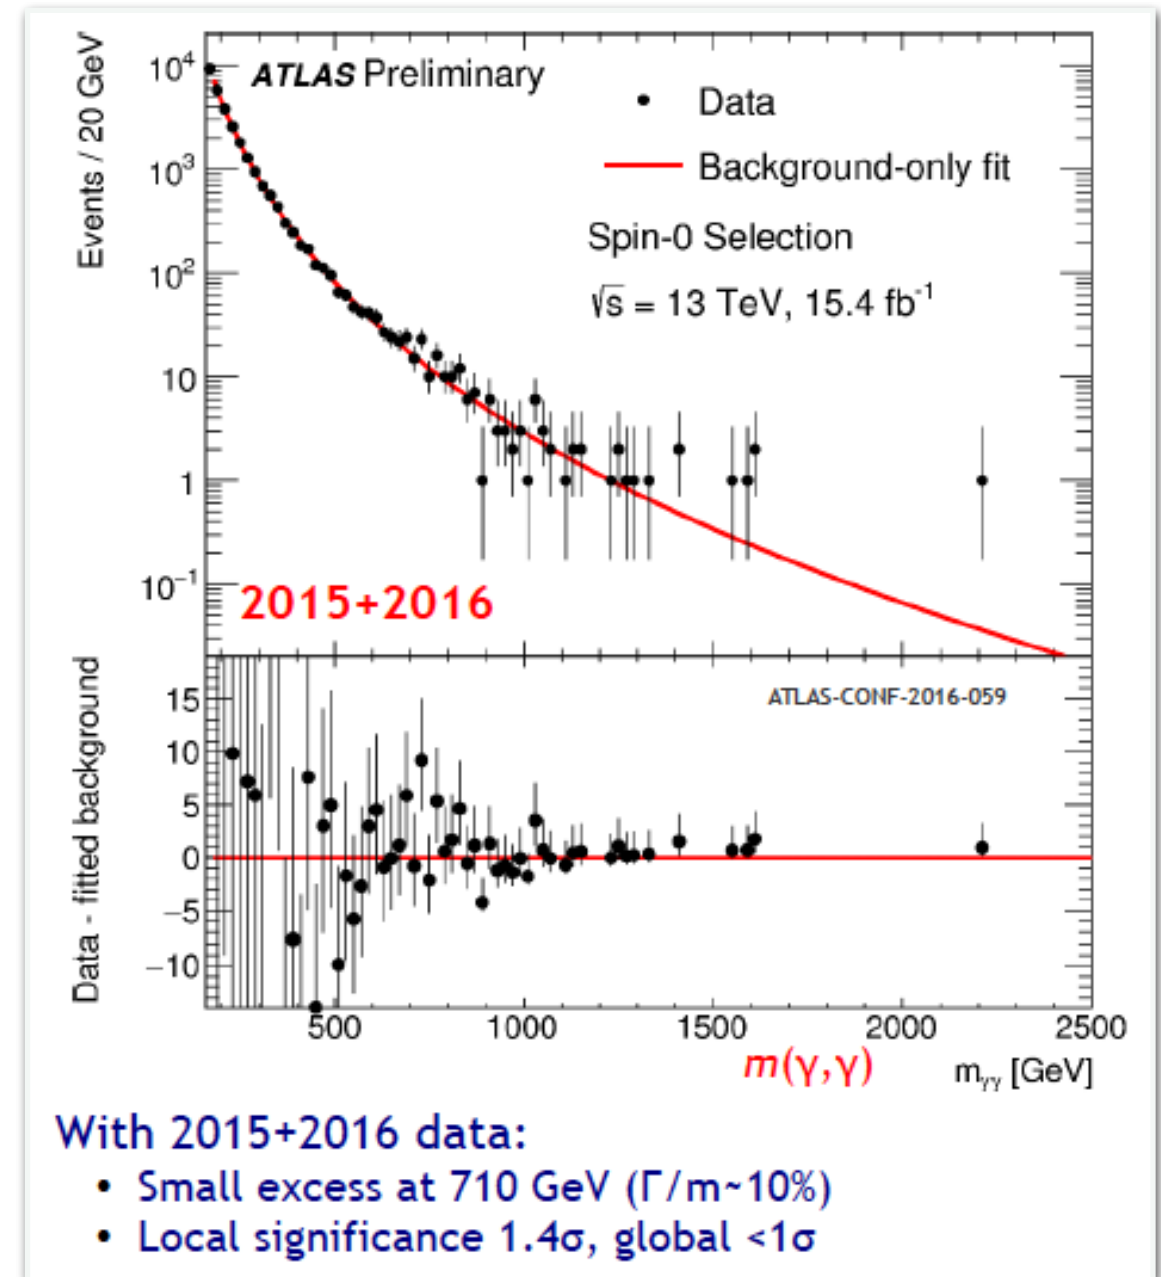 ATLAS Preliminary
Data
Background-only fit
Spin-0 Selection
√s = 13 TeV, 15.4 fb⁻¹
Events / 20 GeV
10⁴
10³
10²
10
1
10⁻¹
2015+2016
ATLAS-CONF-2016-059
Data - fitted background
15
10
5
0
−5
−10
500 1000 1500 2000 2500
m(γ,γ)
mγγ [GeV]
With 2015+2016 data:
• Small excess at 710 GeV (Γ/m~10%)
• Local significance 1.4σ, global <1σ